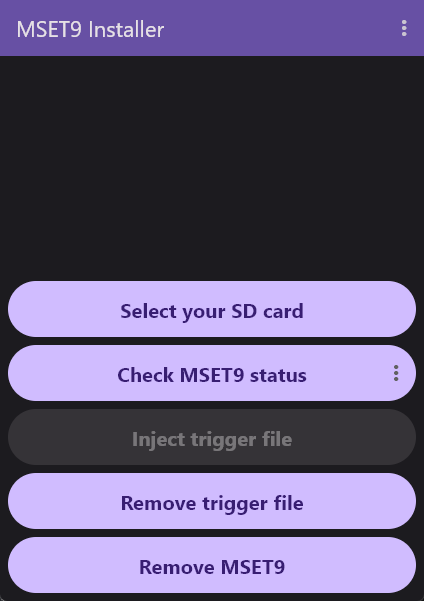 MSET9 Installer
Select your SD card
Check MSET9 status
Inject trigger file
Remove trigger file
Remove MSET9